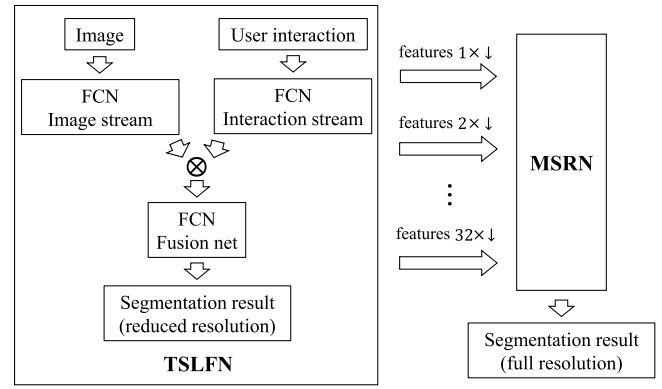 Image
User interaction
FCN
Image stream
FCN
Interaction stream
FCN
Fusion net
Segmentation result
(reduced resolution)
TSLFN
features 1×↓
features 2×↓
features 32×↓
MSRN
Segmentation result
(full resolution)